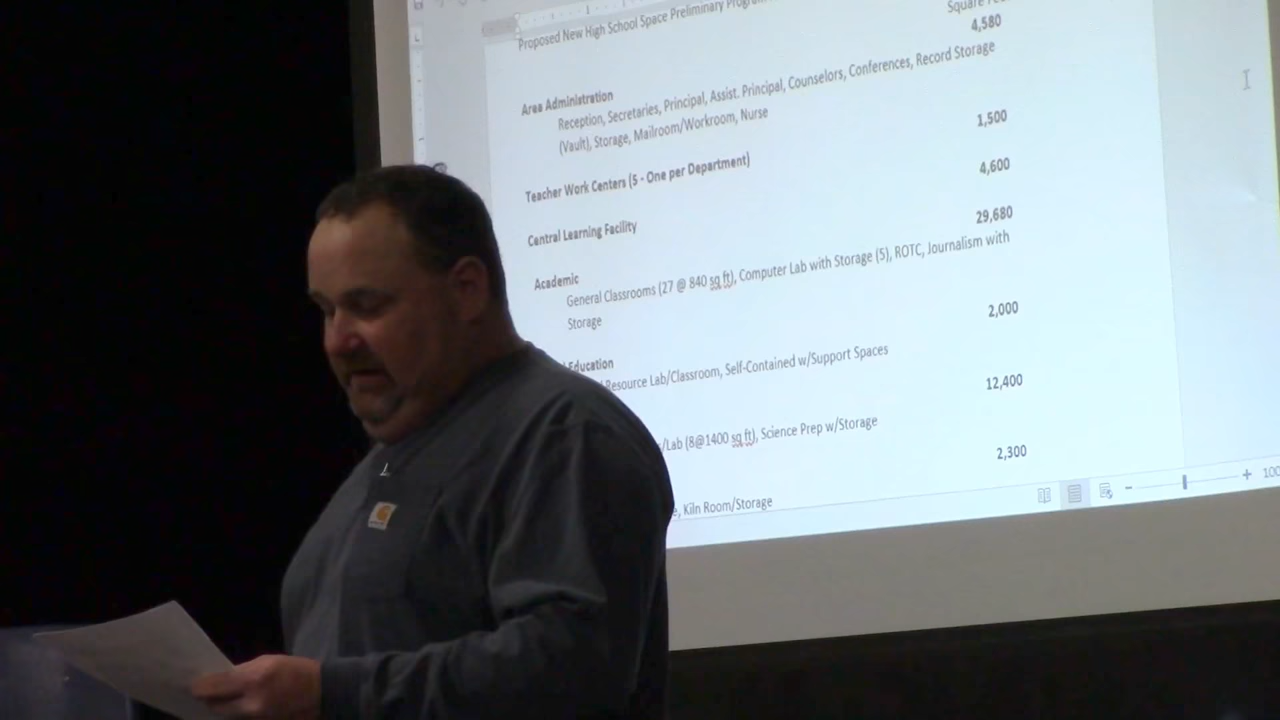 Proposed New High School Space Preliminary
Square
4,580
Area Administration
Reception, Secretaries, Principal, Assist. Principal, Counselors, Conferences, Record Storage
(Vault), Storage, Mailroom/Workroom, Nurse
1,500
Teacher Work Centers (5 - One per Department)
4,600
Central Learning Facility
29,680
Academic
General Classrooms (27 @ 840 sq ft), Computer Lab with Storage (5), ROTC, Journalism with
Storage
2,000
Education
Resource Lab/Classroom, Self-Contained w/Support Spaces
12,400
/Lab (8@1400 sq ft), Science Prep w/Storage
2,300
Kiln Room/Storage
100